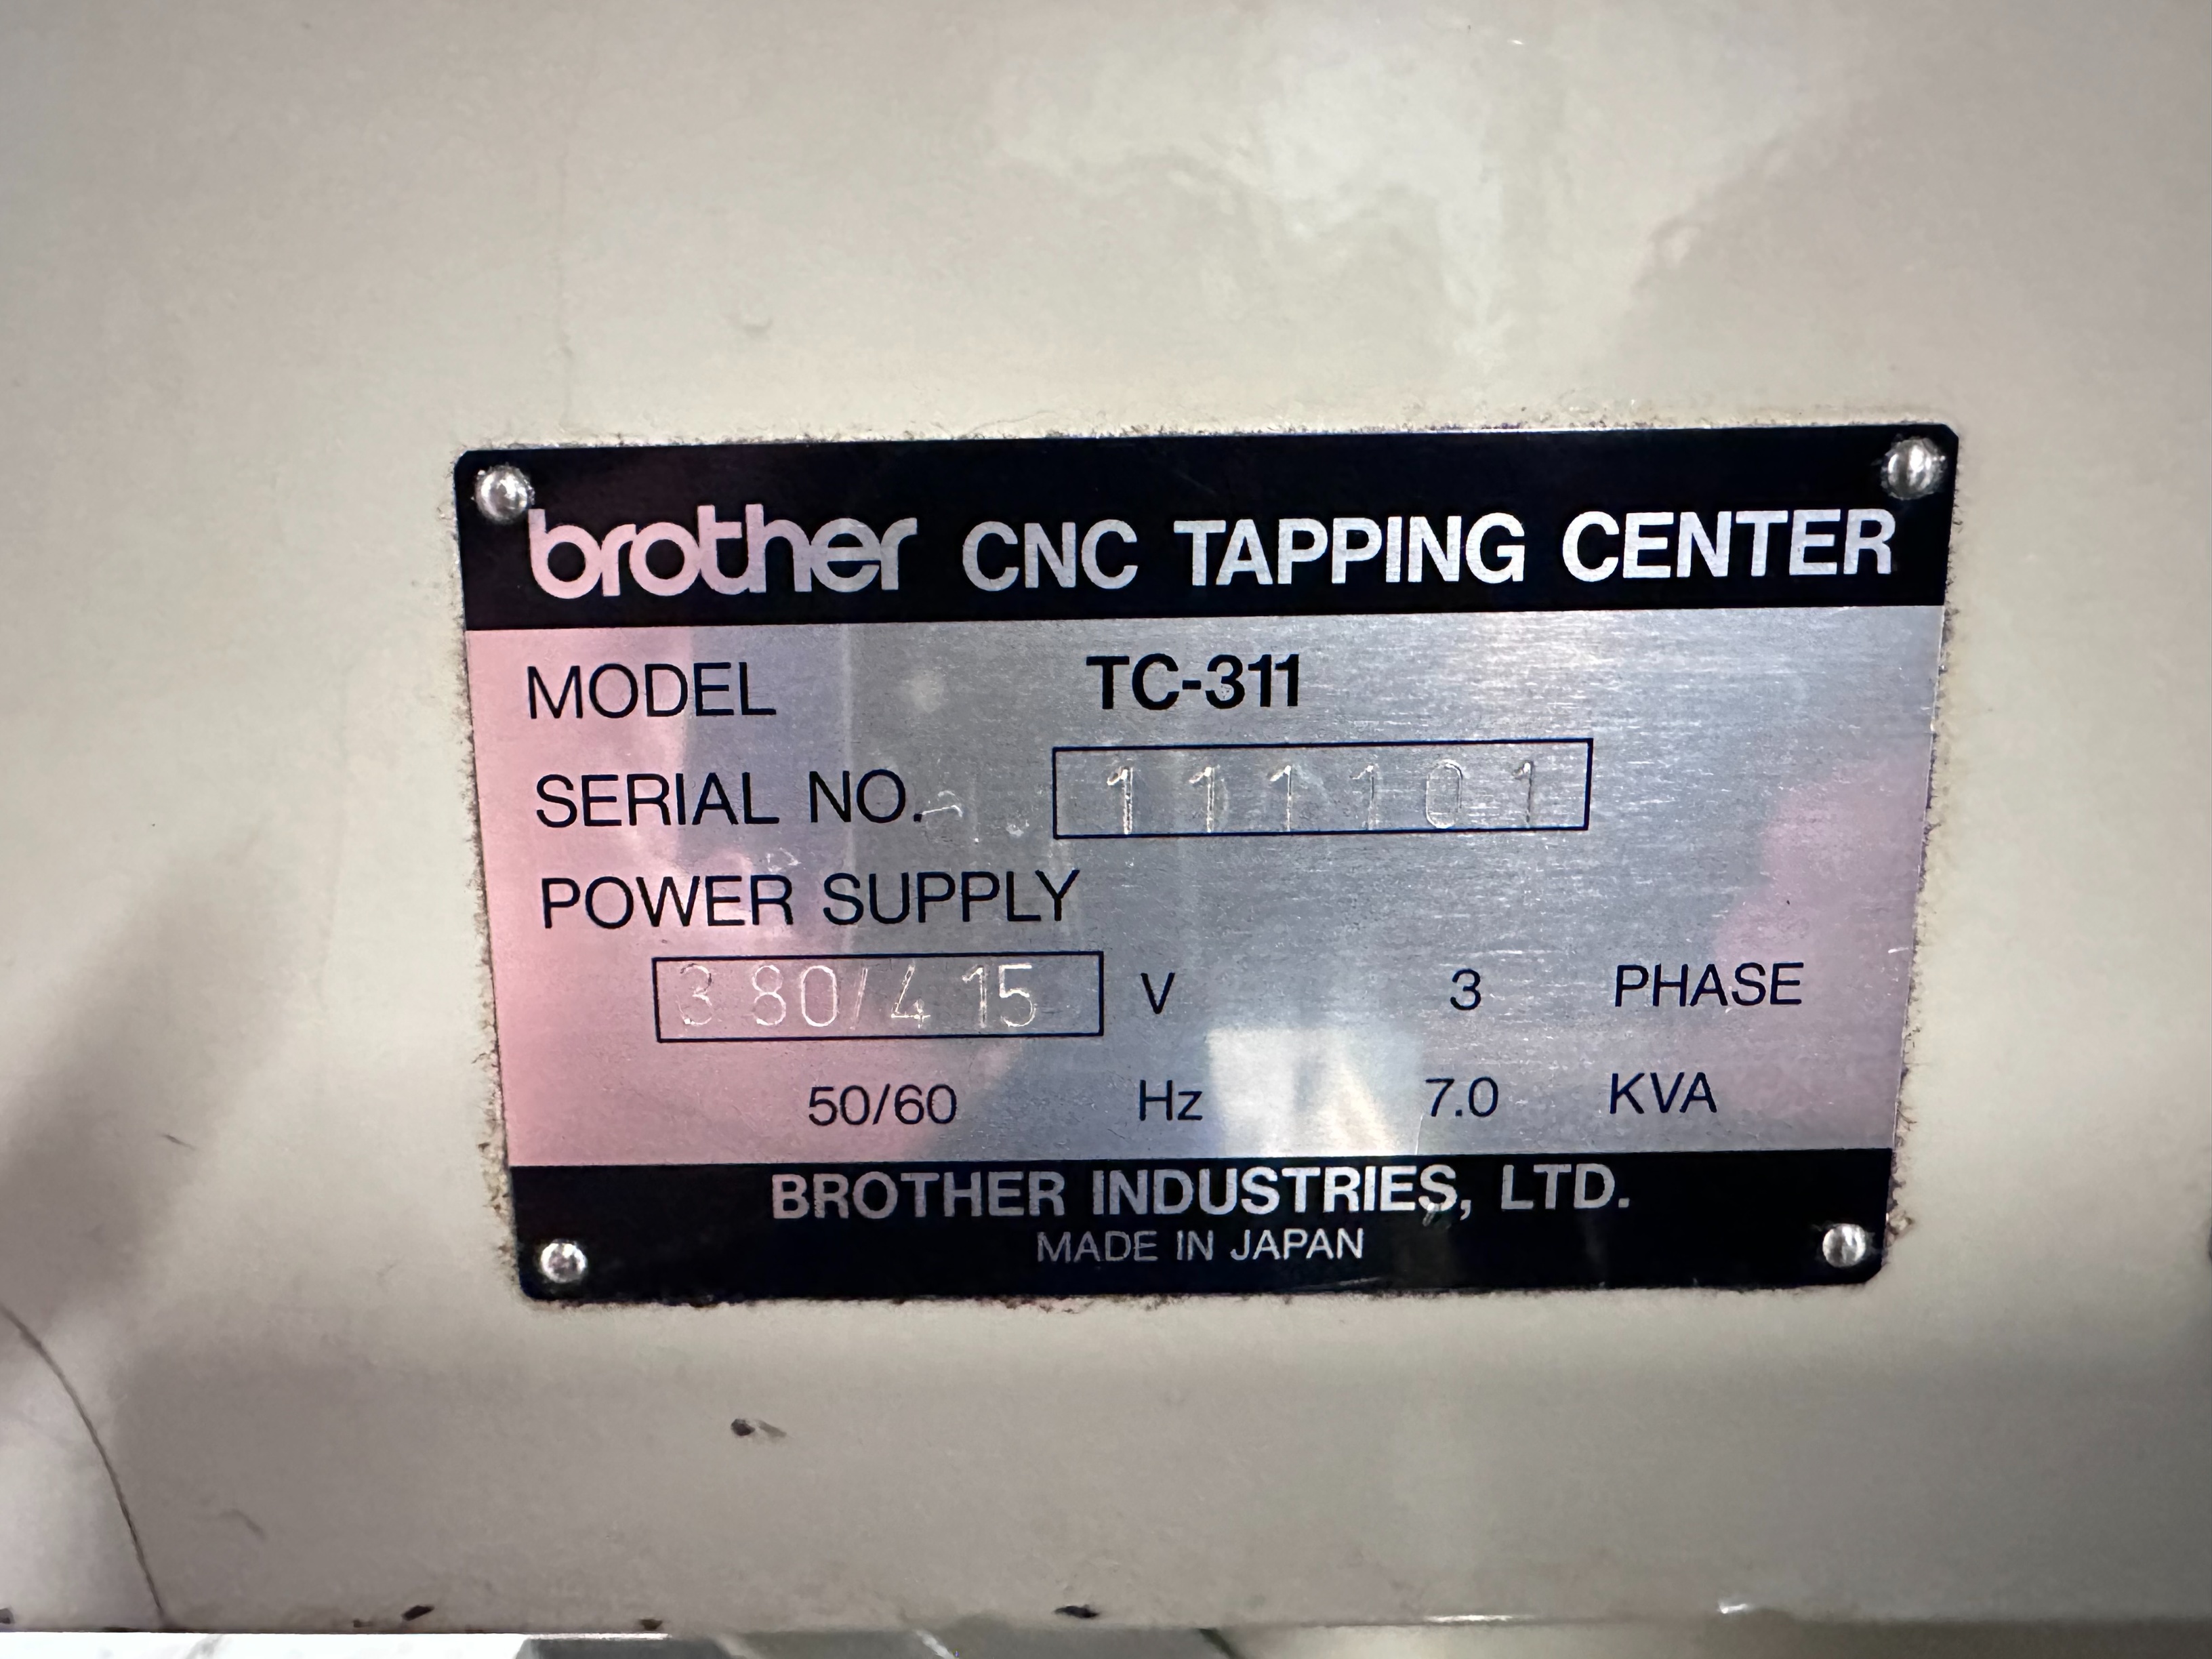 brother CNC TAPPING CENTER
MODEL TC-311
SERIAL NO. 111101
POWER SUPPLY
380/415 V 3 PHASE
50/60 Hz 7.0 KVA
BROTHER INDUSTRIES, LTD.
MADE IN JAPAN